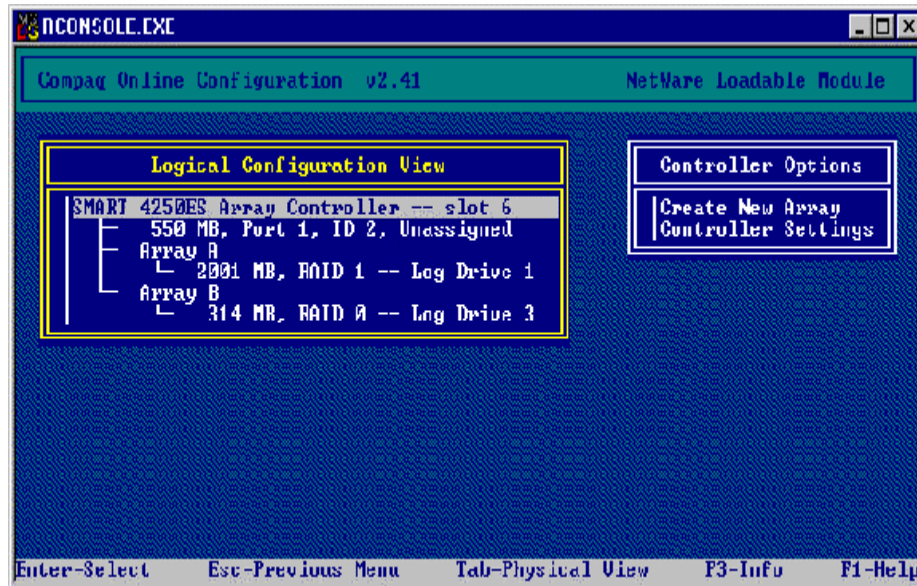 NCONSOLE.EXE
Compaq Online Configuration v2.41 NetWare Loadable Module
Logical Configuration View
SMART 4250ES Array Controller -- slot 6
550 MB, Port 1, ID 2, Unassigned
Array A
2001 MB, RAID 1 -- Log Drive 1
Array B
314 MB, RAID 0 -- Log Drive 3
Controller Options
Create New Array
Controller Settings
Enter-Select Esc-Previous Menu Tab-Physical View F3-Info F1-Help